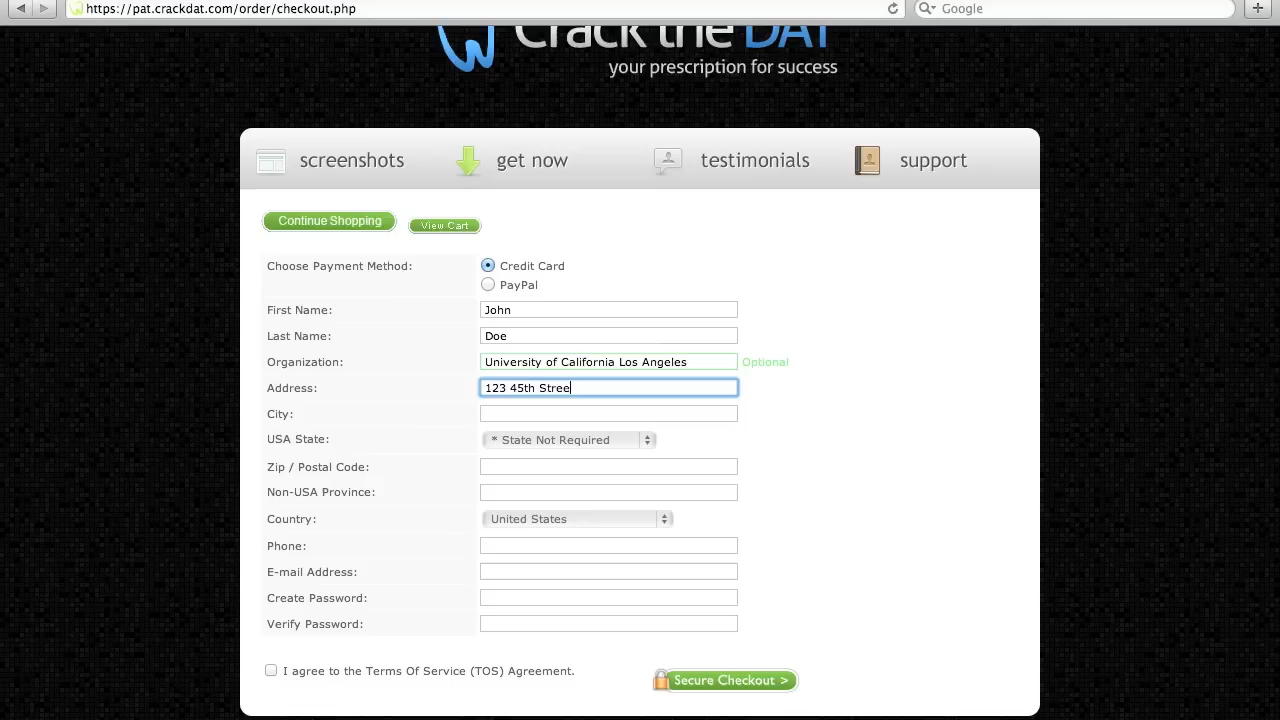 https://pat.crackdat.com/order/checkout.php
Google
Crack the DAT
your prescription for success
screenshots
get now
testimonials
support
Continue Shopping
View Cart
Choose Payment Method:
Credit Card
PayPal
First Name:
John
Last Name:
Doe
Organization:
University of California Los Angeles
Optional
Address:
123 45th Stree
City:
USA State:
* State Not Required
Zip / Postal Code:
Non-USA Province:
Country:
United States
Phone:
E-mail Address:
Create Password:
Verify Password:
I agree to the Terms Of Service (TOS) Agreement.
Secure Checkout >